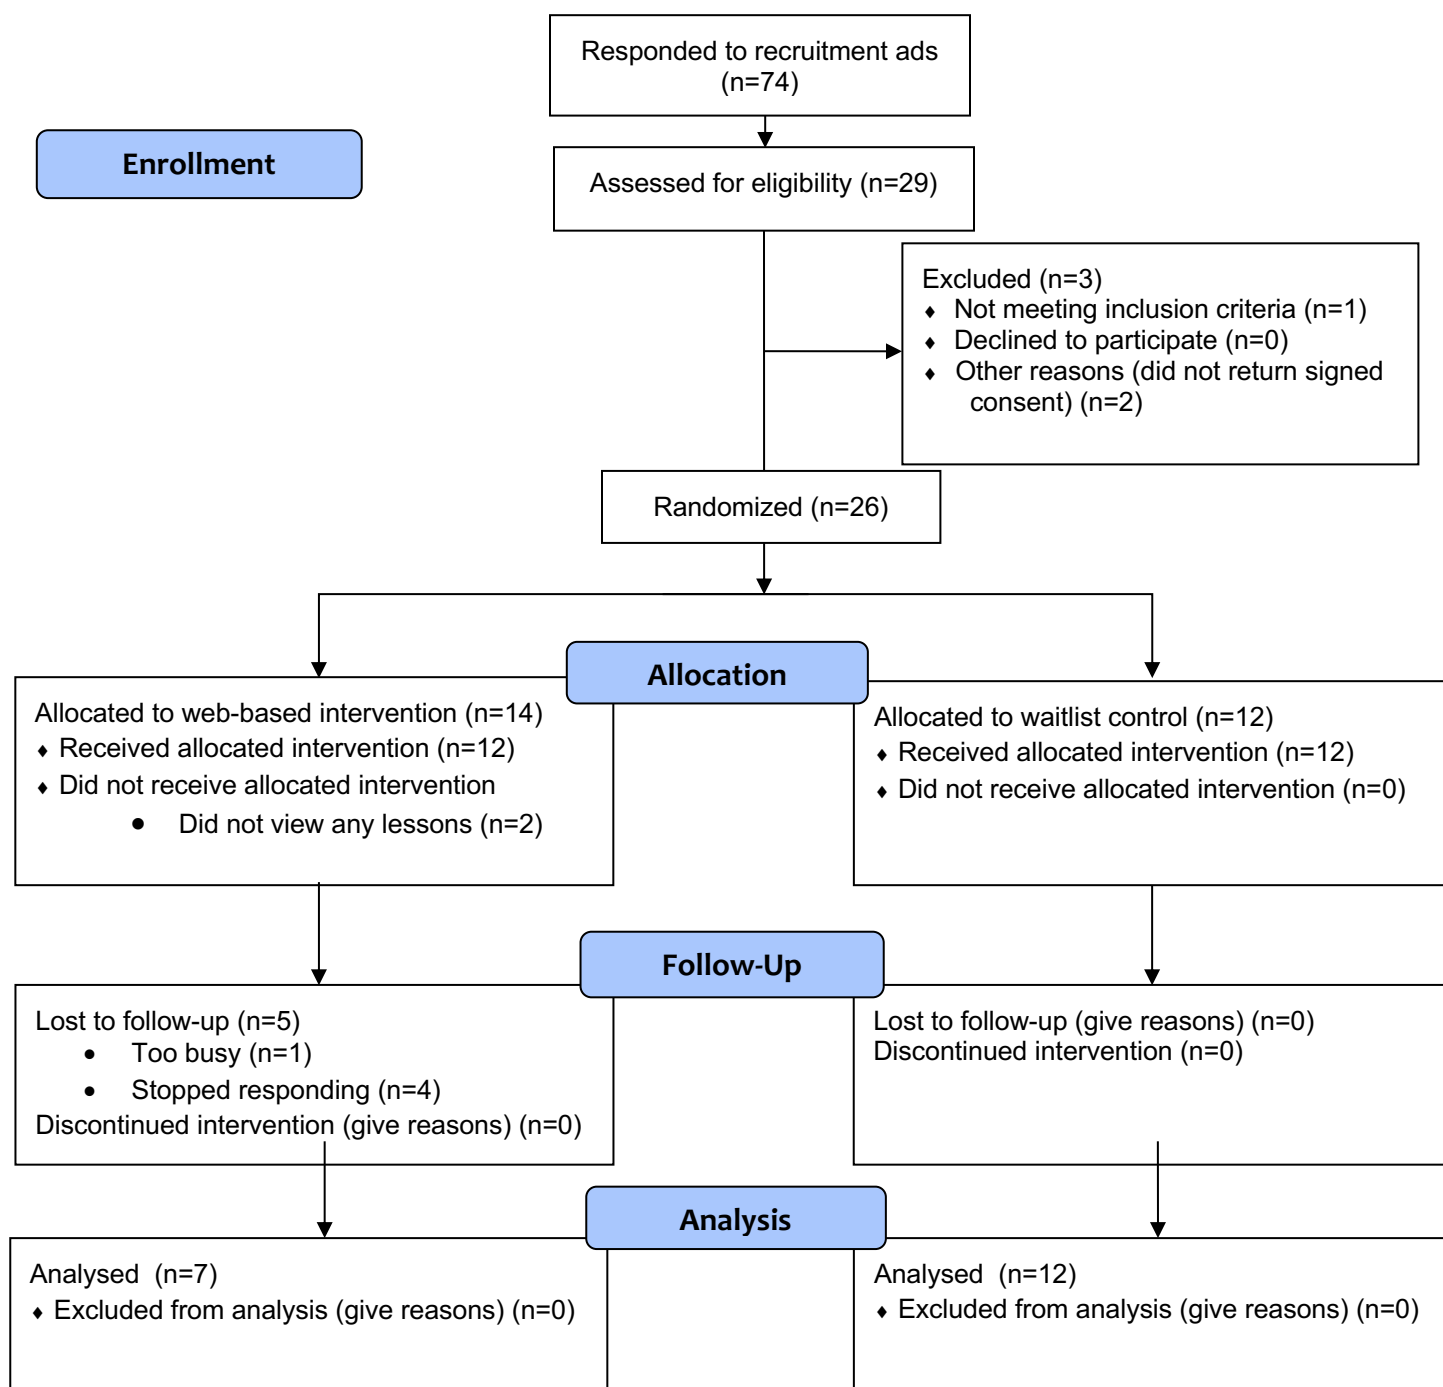 Responded to recruitment ads
(n=74)
Enrollment
Assessed for eligibility (n=29)
Excluded (n=3)
♦ Not meeting inclusion criteria (n=1)
♦ Declined to participate (n=0)
♦ Other reasons (did not return signed
consent) (n=2)
Randomized (n=26)
Allocation
Allocated to web-based intervention (n=14)
♦ Received allocated intervention (n=12)
♦ Did not receive allocated intervention
● Did not view any lessons (n=2)
Allocated to waitlist control (n=12)
♦ Received allocated intervention (n=12)
♦ Did not receive allocated intervention (n=0)
Follow-Up
Lost to follow-up (n=5)
● Too busy (n=1)
● Stopped responding (n=4)
Discontinued intervention (give reasons) (n=0)
Lost to follow-up (give reasons) (n=0)
Discontinued intervention (n=0)
Analysis
Analysed (n=7)
♦ Excluded from analysis (give reasons) (n=0)
Analysed (n=12)
♦ Excluded from analysis (give reasons) (n=0)